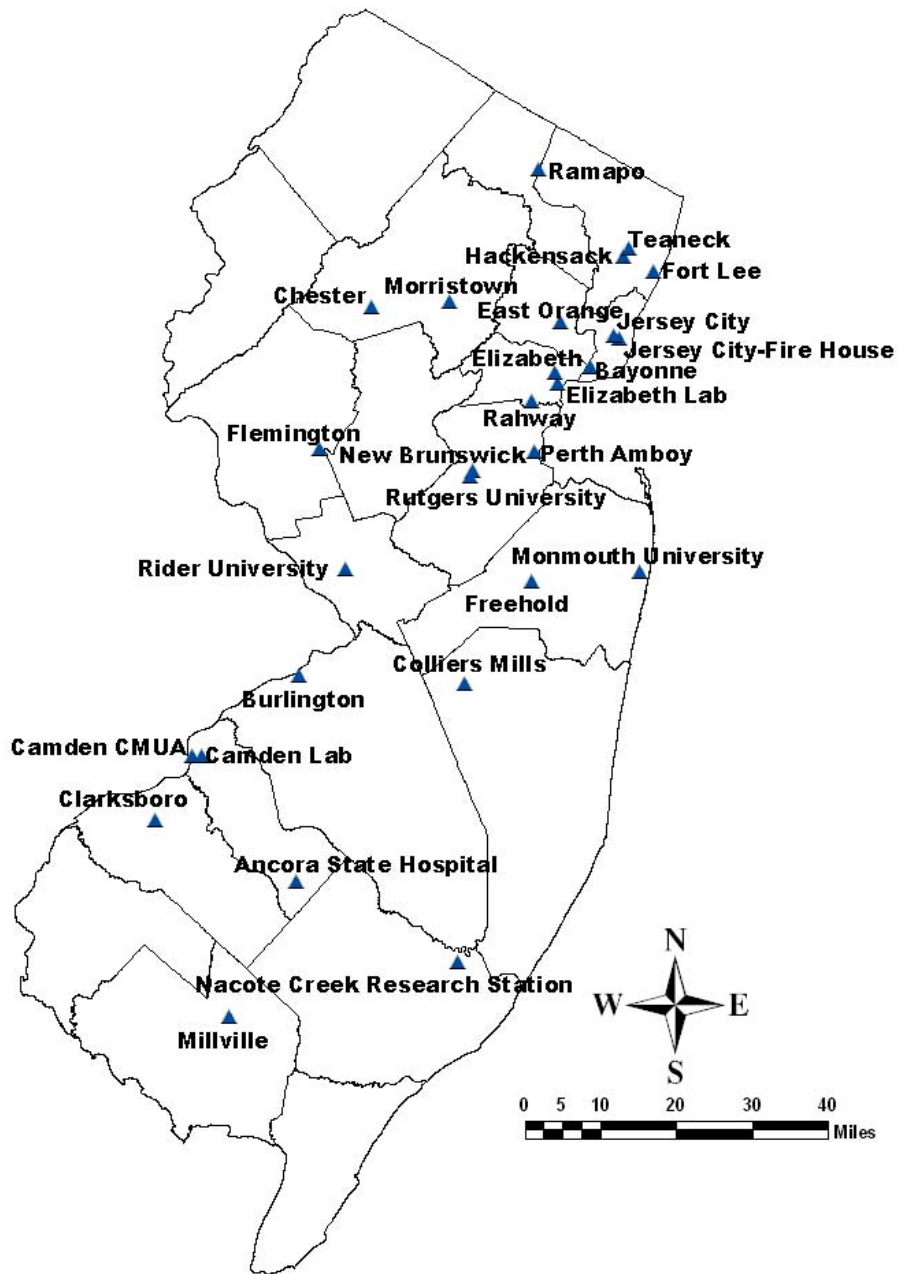 Ramapo
Teaneck
Hackensack
Fort Lee
Morristown
Chester
East Orange
Jersey City
Jersey City-Fire House
Elizabeth
Bayonne
Elizabeth Lab
Rahway
Flemington
New Brunswick
Perth Amboy
Rutgers University
Monmouth University
Rider University
Freehold
Colliers Mills
Burlington
Camden CMUA
Camden Lab
Clarksboro
Ancora State Hospital
Nacote Creek Research Station
Millville
N
W E
S
0 5 10 20 30 40
Miles